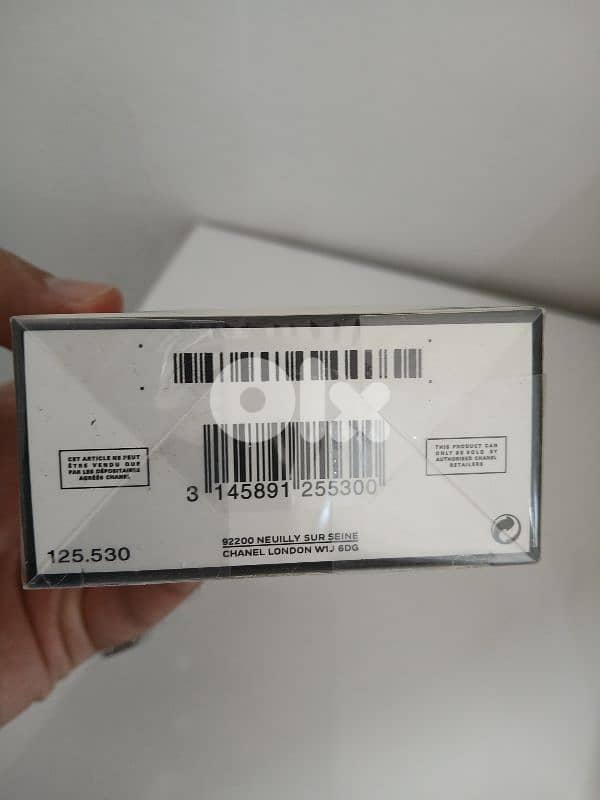 olx
CET ARTICLE NE PEUT
ÊTRE VENDU QUE
PAR LES DÉPOSITAIRES
AGRÉÉS CHANEL
THIS PRODUCT CAN
ONLY BE SOLD BY
AUTHORISED CHANEL
RETAILERS
3 145891 255300
92200 NEUILLY SUR SEINE
CHANEL LONDON W1J 6DG
125.530